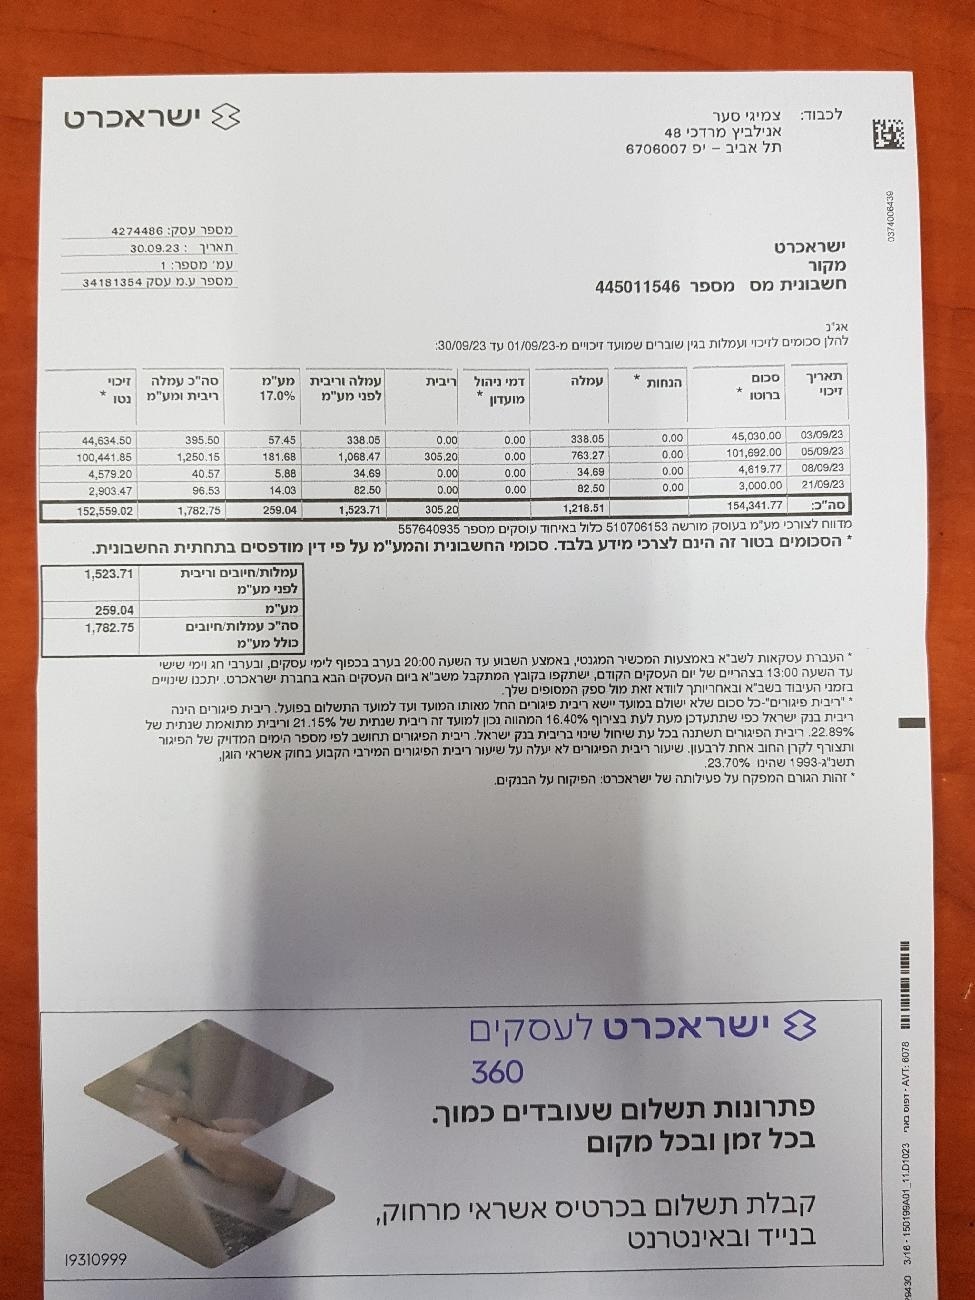 ישראכרט
לכבוד: צמיגי סער
אנילביץ מרדכי 48
תל אביב – יפ 6706007
0374006439
מספר עסק: 4274486
תאריך : 30.09.23
עמ' מספר: 1
מספר ע.מ עסק 34181354
ישראכרט
מקור
חשבונית מס מספר 445011546
אג"נ
להלן סכומים לזיכוי ועמלות בגין שוברים שמועד זיכויים מ-01/09/23 עד 30/09/23:
תאריך זיכוי סכום ברוטו * הנחות * עמלה דמי ניהול מועדון * ריבית עמלה וריבית לפני מע"מ מע"מ 17.0% סה"כ עמלה ריבית ומע"מ זיכוי נטו *
03/09/23 45,030.00 0.00 338.05 0.00 0.00 338.05 57.45 395.50 44,634.50
05/09/23 101,692.00 0.00 763.27 0.00 305.20 1,068.47 181.68 1,250.15 100,441.85
08/09/23 4,619.77 0.00 34.69 0.00 0.00 34.69 5.88 40.57 4,579.20
21/09/23 3,000.00 0.00 82.50 0.00 0.00 82.50 14.03 96.53 2,903.47
סה"כ: 154,341.77 1,218.51 305.20 1,523.71 259.04 1,782.75 152,559.02
מדווח לצורכי מע"מ בעוסק מורשה 510706153 כלול באיחוד עוסקים מספר 557640935
* הסכומים בטור זה הינם לצרכי מידע בלבד. סכומי החשבונית והמע"מ על פי דין מודפסים בתחתית החשבונית.
עמלות/חיובים וריבית לפני מע"מ 1,523.71
מע"מ 259.04
סה"כ עמלות/חיובים כולל מע"מ 1,782.75
* העברת עסקאות לשב"א באמצעות המכשיר המגנטי, באמצע השבוע עד השעה 20:00 בערב בכפוף לימי עסקים, ובערבי חג וימי שישי
עד השעה 13:00 בצהריים של יום העסקים הקודם, ישתקפו בקובץ המתקבל משב"א ביום העסקים הבא בחברת ישראכרט. יתכנו שינויים
בזמני העיבוד בשב"א ובאחריותך לוודא זאת מול ספק המסופים שלך.
* "ריבית פיגורים"-כל סכום שלא ישולם במועד יישא ריבית פיגורים החל מאותו המועד ועד למועד התשלום בפועל. ריבית פיגורים הינה
ריבית בנק ישראל כפי שתתעדכן מעת לעת בצירוף 16.40% המהווה נכון למועד זה ריבית שנתית של 21.15% וריבית מתואמת שנתית של
22.89%. ריבית הפיגורים תשתנה בכל עת שיחול שינוי בריבית בנק ישראל. ריבית הפיגורים תחושב לפי מספר הימים המדויק של הפיגור
ותצורף לקרן החוב אחת לרבעון. שיעור ריבית הפיגורים לא יעלה על שיעור ריבית הפיגורים המירבי הקבוע בחוק אשראי הוגן,
תשנ"ג-1993 שהינו 23.70%.
* זהות הגורם המפקח על פעילותה של ישראכרט: הפיקוח על הבנקים.
ישראכרט לעסקים
360
פתרונות תשלום שעובדים כמוך.
בכל זמן ובכל מקום
קבלת תשלום בכרטיס אשראי מרחוק,
בנייד ובאינטרנט
I9310999
3/16 - 150199A01_11.D1023 דפוס בארי - AVT: 6078